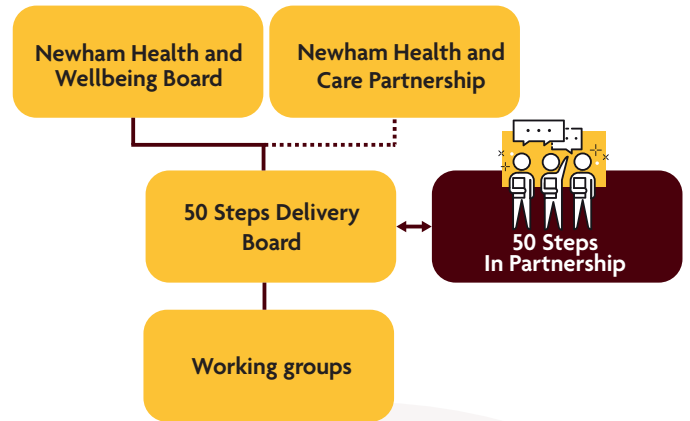 Newham Health and
Wellbeing Board
Newham Health and
Care Partnership
50 Steps Delivery
Board
50 Steps
In Partnership
Working groups